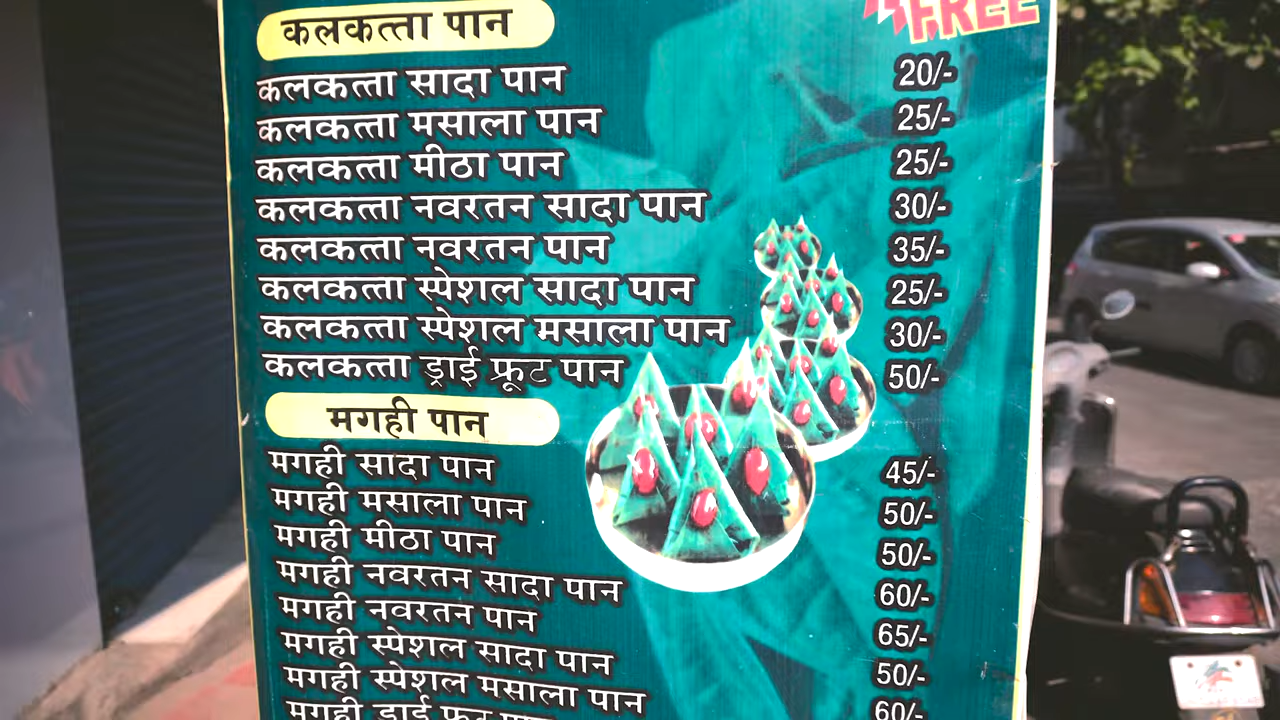 FREE
कलकत्ता पान
कलकत्ता सादा पान 20/-
कलकत्ता मसाला पान 25/-
कलकत्ता मीठा पान 25/-
कलकत्ता नवरतन सादा पान 30/-
कलकत्ता नवरतन पान 35/-
कलकत्ता स्पेशल सादा पान 25/-
कलकत्ता स्पेशल मसाला पान 30/-
कलकत्ता ड्राई फ्रूट पान 50/-
मगही पान
मगही सादा पान 45/-
मगही मसाला पान 50/-
मगही मीठा पान 50/-
मगही नवरतन सादा पान 60/-
मगही नवरतन पान 65/-
मगही स्पेशल सादा पान 50/-
मगही स्पेशल मसाला पान 60/-
मगही ड्राई फ्रूट पान